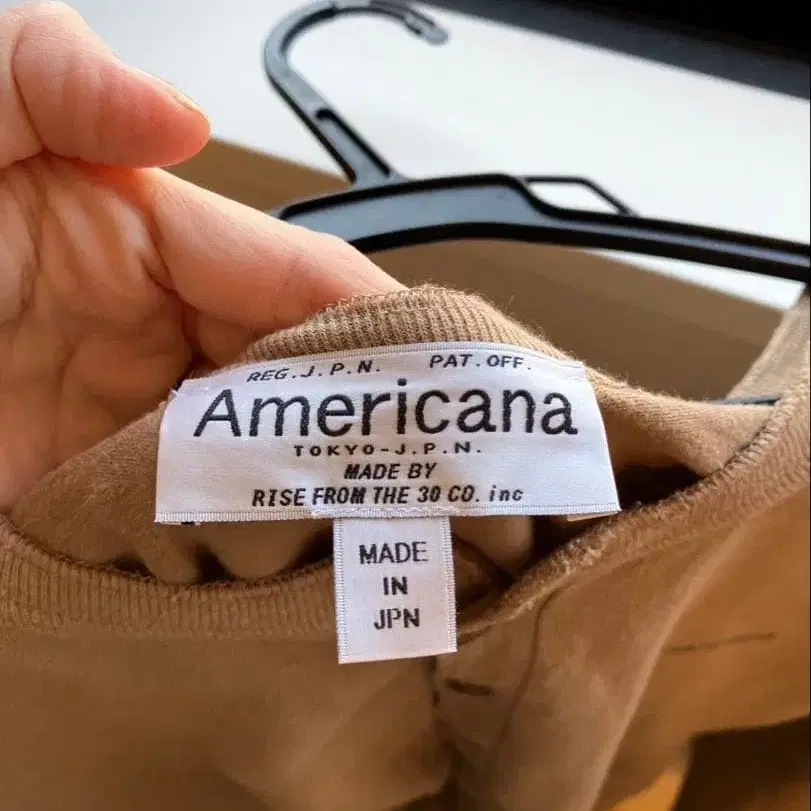 REG.J.P.N. PAT.OFF.
Americana
TOKYO-J.P.N.
MADE BY
RISE FROM THE 30 CO. inc
MADE
IN
JPN